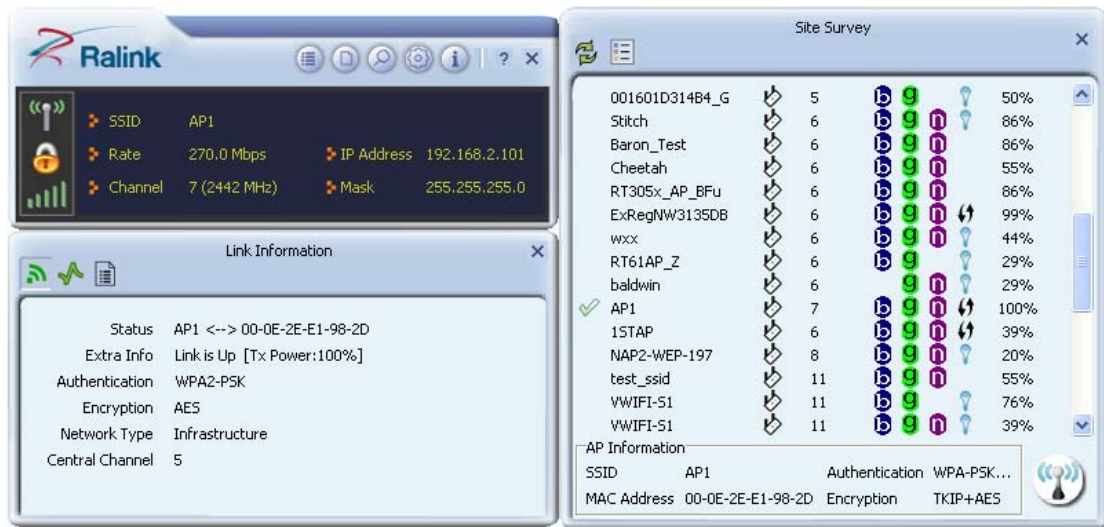 Ralink
?
SSID AP1
Rate 270.0 Mbps IP Address 192.168.2.101
Channel 7 (2442 MHz) Mask 255.255.255.0
Link Information
Status AP1 <--> 00-0E-2E-E1-98-2D
Extra Info Link is Up [Tx Power:100%]
Authentication WPA2-PSK
Encryption AES
Network Type Infrastructure
Central Channel 5
Site Survey
001601D314B4_G 5 b g 50%
Stitch 6 b g n 86%
Baron_Test 6 b g n 86%
Cheetah 6 b g n 55%
RT305x_AP_BFu 6 b g n 86%
ExRegNW3135DB 6 b g n 99%
wxx 6 b g n 44%
RT61AP_Z 6 b g 29%
baldwin 6 g n 29%
AP1 7 b g n 100%
1STAP 6 b g n 39%
NAP2-WEP-197 8 b g n 20%
test_ssid 11 b g n 55%
VWIFI-S1 11 b g 76%
VWIFI-S1 11 b g n 39%
AP Information
SSID AP1 Authentication WPA-PSK...
MAC Address 00-0E-2E-E1-98-2D Encryption TKIP+AES